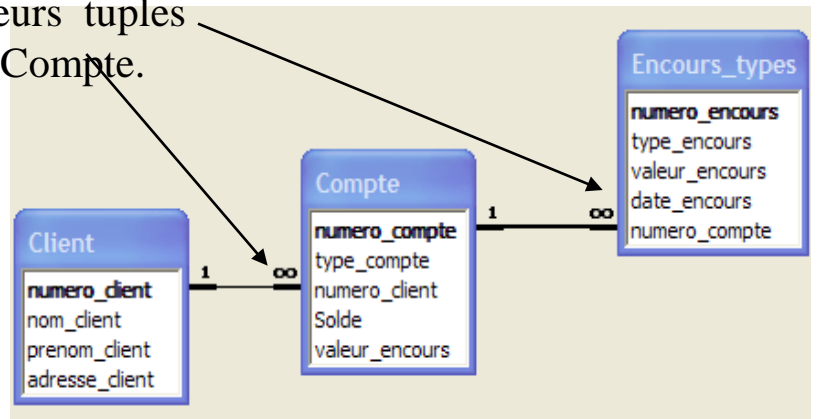 eurs tuples
Compte.
Encours_types
numero_encours
type_encours
valeur_encours
date_encours
numero_compte
Compte
numero_compte
type_compte
numero_client
Solde
valeur_encours
1 ∞
Client
numero_client
nom_client
prenom_client
adresse_client
1 ∞